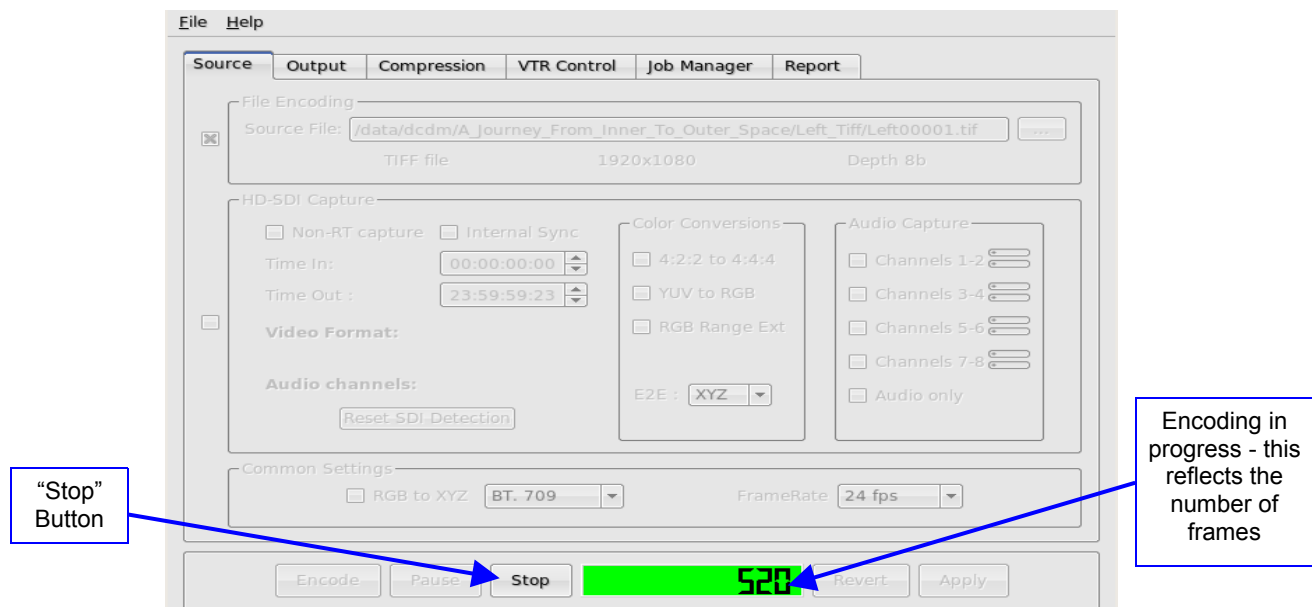 File Help
Source Output Compression VTR Control Job Manager Report
File Encoding
Source File: /data/dcdm/A_Journey_From_Inner_To_Outer_Space/Left_Tiff/Left00001.tif ...
TIFF file 1920x1080 Depth 8b
HD-SDI Capture
Non-RT capture Internal Sync
Time In: 00:00:00:00
Time Out : 23:59:59:23
Video Format:
Audio channels:
Reset SDI Detection
Color Conversions
4:2:2 to 4:4:4
YUV to RGB
RGB Range Ext
E2E : XYZ
Audio Capture
Channels 1-2
Channels 3-4
Channels 5-6
Channels 7-8
Audio only
Common Settings
RGB to XYZ BT. 709 FrameRate 24 fps
Encode Pause Stop 520 Revert Apply
“Stop”
Button
Encoding in
progress - this
reflects the
number of
frames